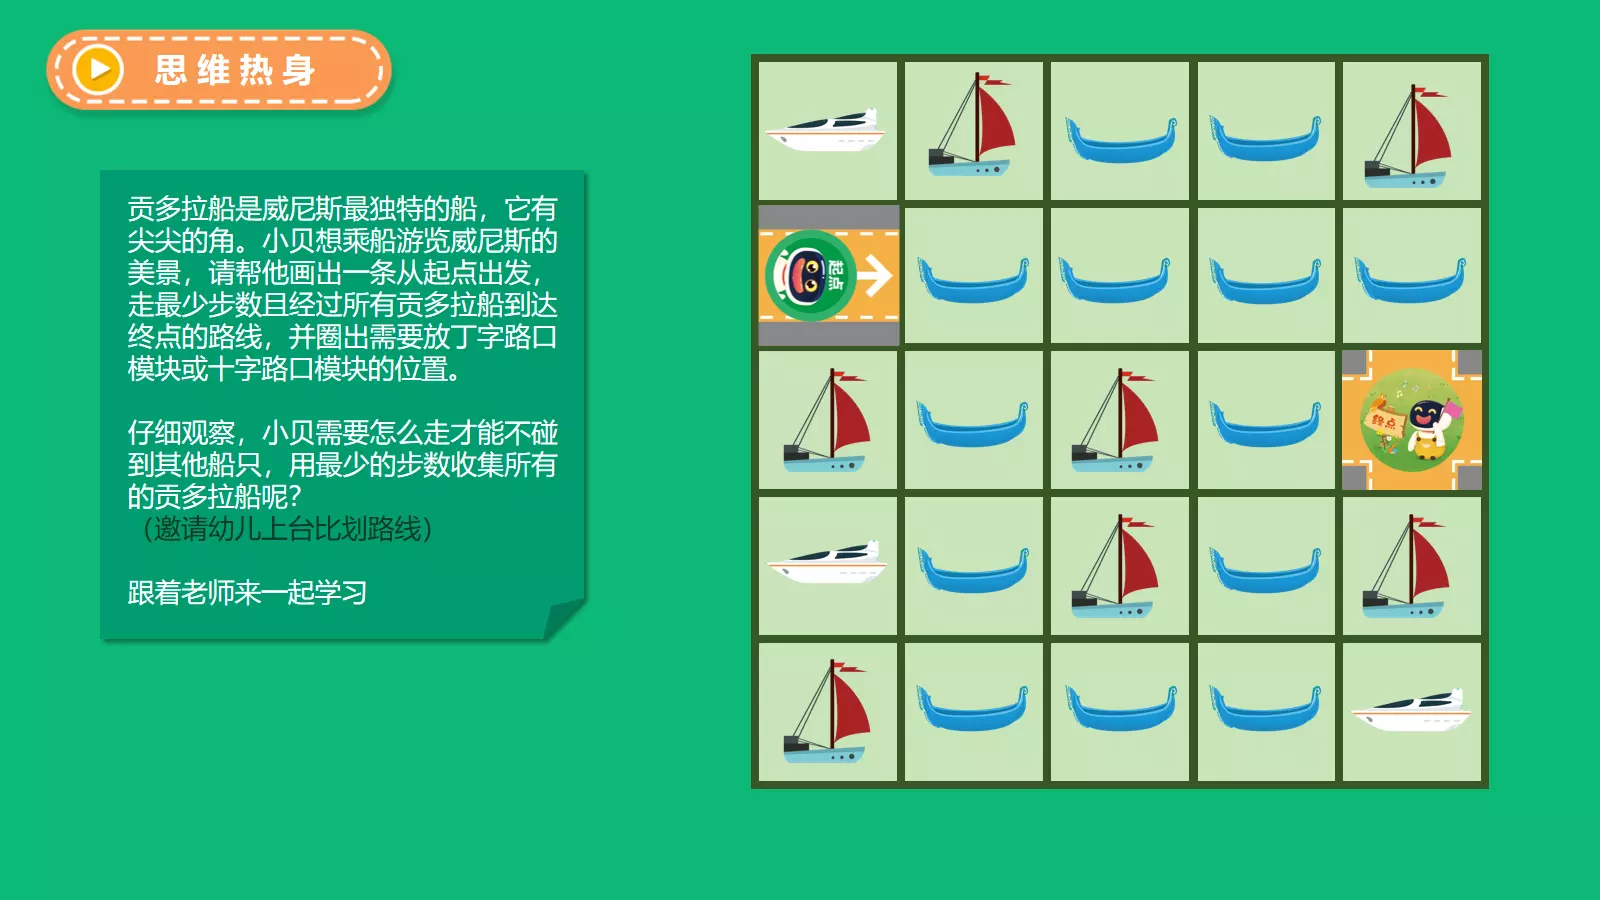 思维热身
贡多拉船是威尼斯最独特的船，它有
尖尖的角。小贝想乘船游览威尼斯的
美景，请帮他画出一条从起点出发，
走最少步数且经过所有贡多拉船到达
终点的路线，并圈出需要放丁字路口
模块或十字路口模块的位置。
仔细观察，小贝需要怎么走才能不碰
到其他船只，用最少的步数收集所有
的贡多拉船呢？
（邀请幼儿上台比划路线）
跟着老师来一起学习
起点
终点